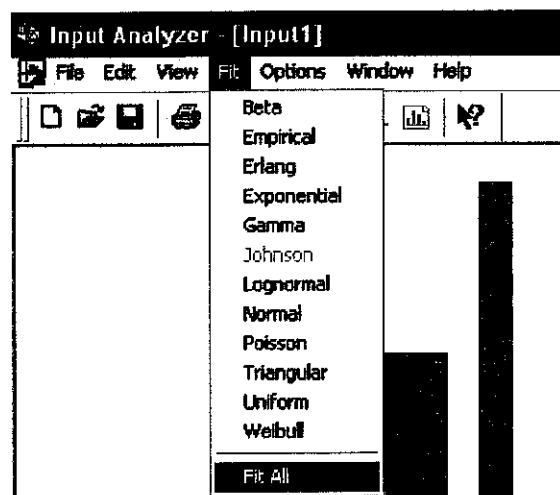 Input Analyzer - [Input1]
File Edit View Fit Options Window Help
Beta
Empirical
Erlang
Exponential
Gamma
Johnson
Lognormal
Normal
Poisson
Triangular
Uniform
Weibull
Fit All